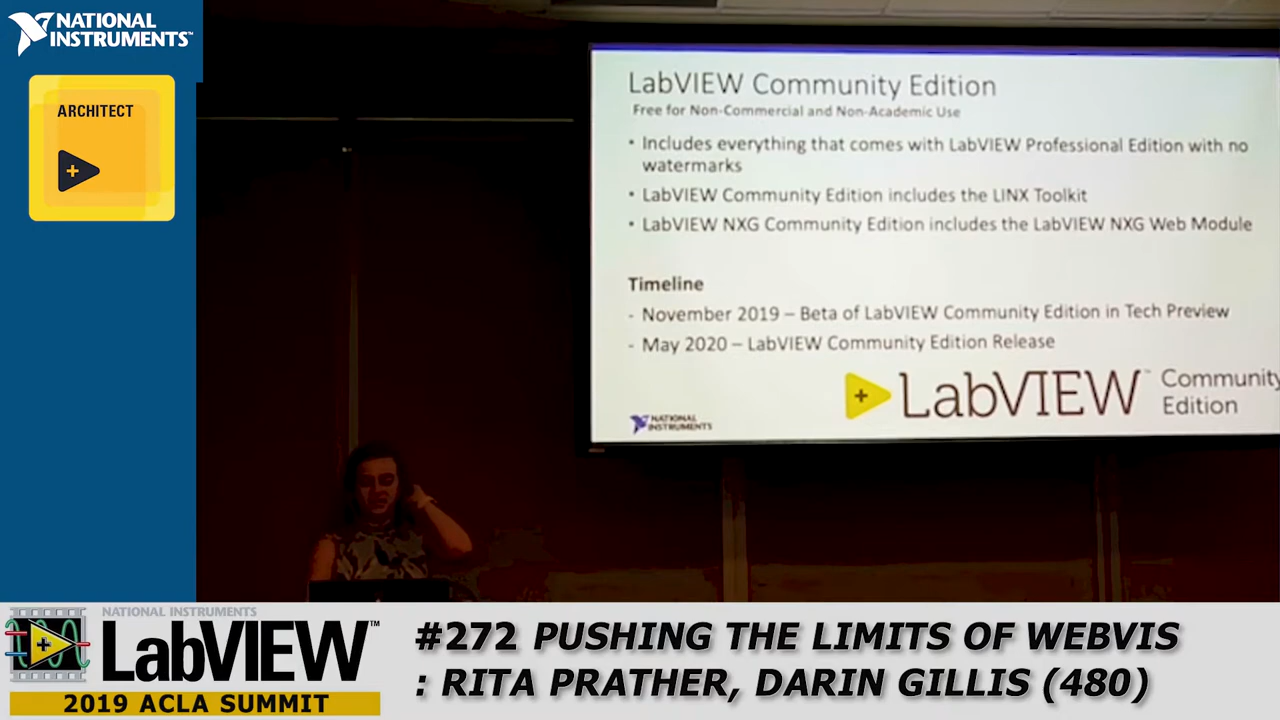 NATIONAL
INSTRUMENTS™
ARCHITECT
LabVIEW Community Edition
Free for Non-Commercial and Non-Academic Use
• Includes everything that comes with LabVIEW Professional Edition with no
watermarks
• LabVIEW Community Edition includes the LINX Toolkit
• LabVIEW NXG Community Edition includes the LabVIEW NXG Web Module
Timeline
- November 2019 – Beta of LabVIEW Community Edition in Tech Preview
- May 2020 – LabVIEW Community Edition Release
LabVIEW™ Community
Edition
NATIONAL
INSTRUMENTS
NATIONAL INSTRUMENTS
LabVIEW™
2019 ACLA SUMMIT
#272 PUSHING THE LIMITS OF WEBVIS
: RITA PRATHER, DARIN GILLIS (480)